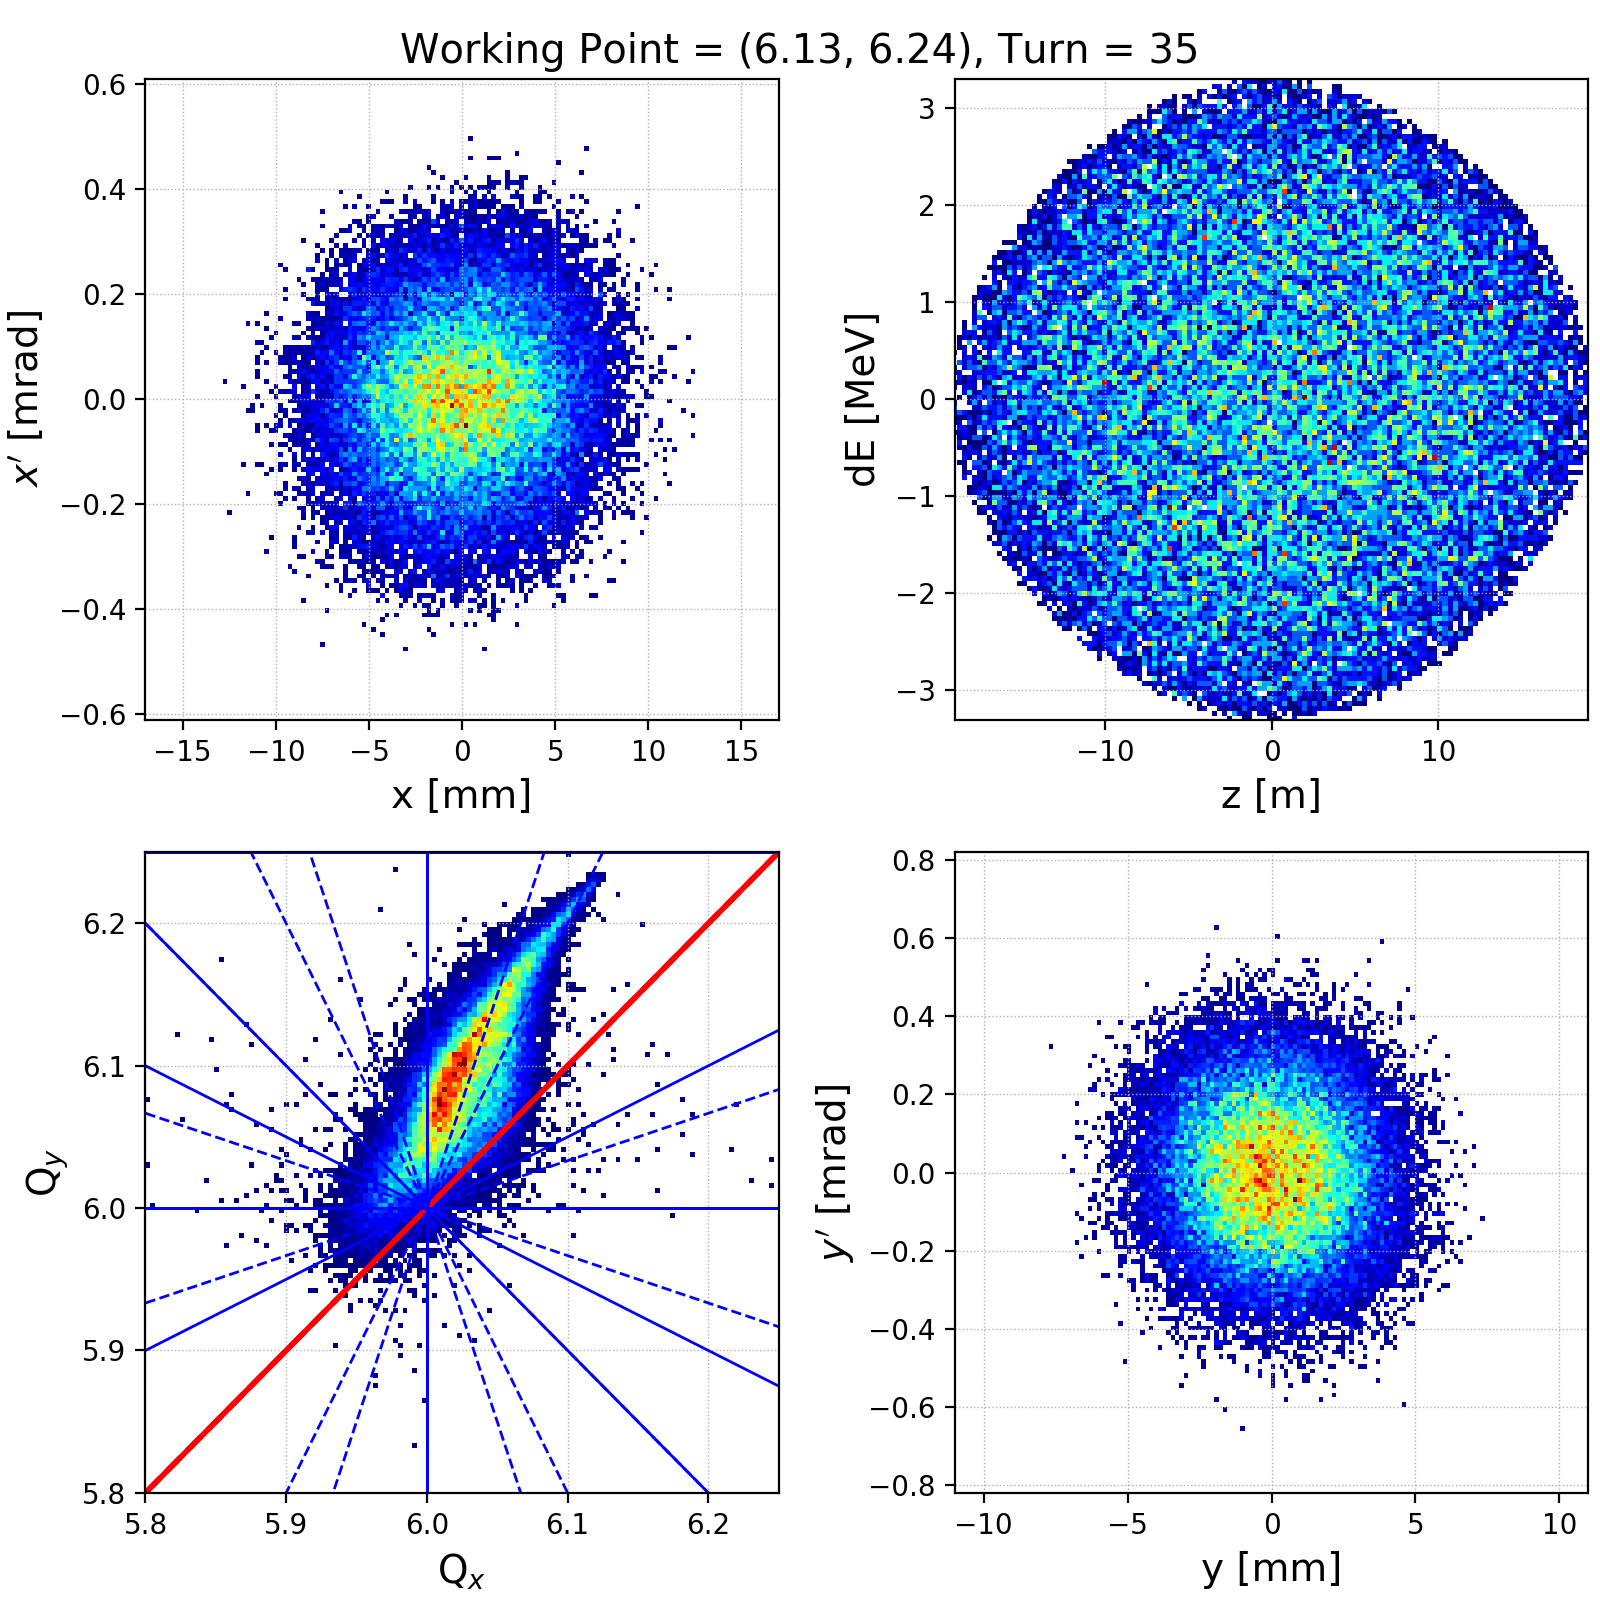 Working Point = (6.13, 6.24), Turn = 35
0.6
0.4
0.2
0.0
−0.2
−0.4
−0.6
x′ [mrad]
−15 −10 −5 0 5 10 15
x [mm]
3
2
1
0
−1
−2
−3
dE [MeV]
−10 0 10
z [m]
6.2
6.1
6.0
5.9
5.8
Qy
5.8 5.9 6.0 6.1 6.2
Qx
0.8
0.6
0.4
0.2
0.0
−0.2
−0.4
−0.6
−0.8
y′ [mrad]
−10 −5 0 5 10
y [mm]